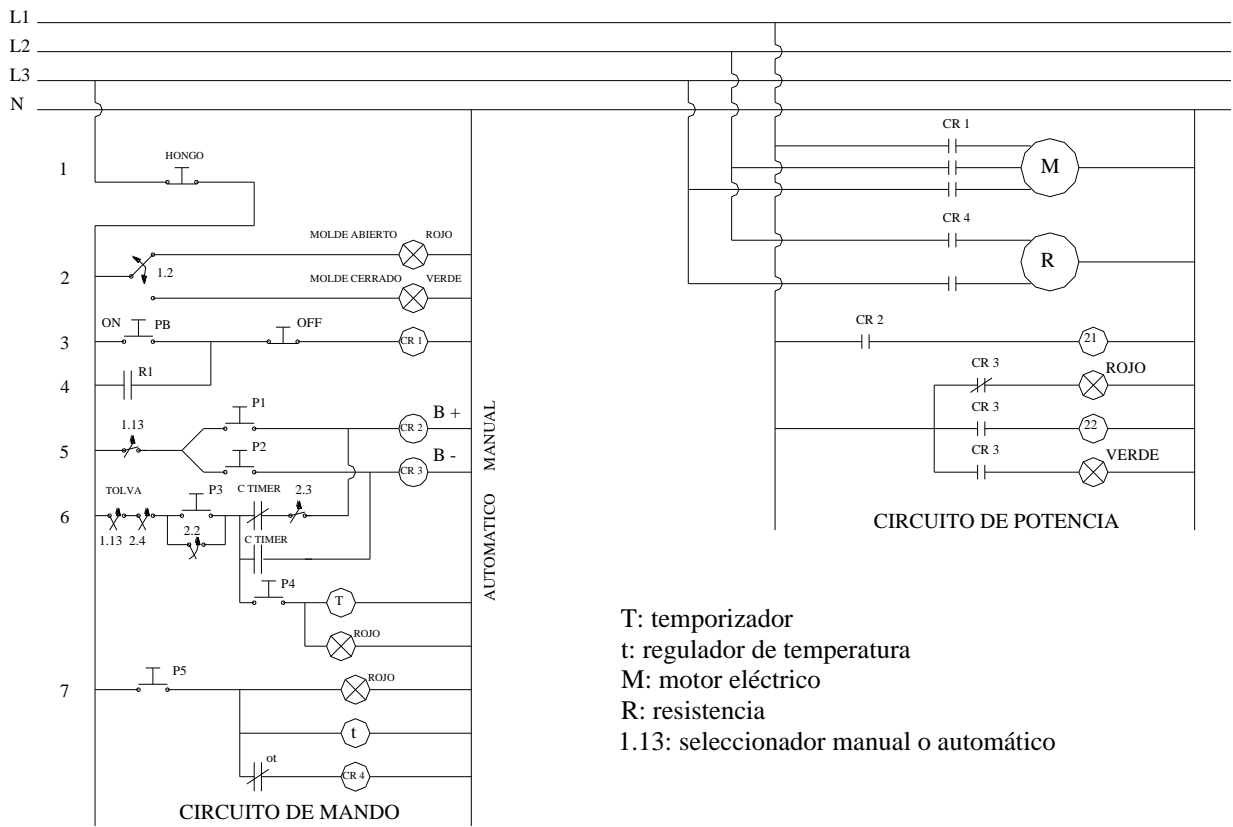 L1
L2
L3
N
1
HONGO
2
1.2
MOLDE ABIERTO
ROJO
MOLDE CERRADO
VERDE
3
ON
PB
OFF
CR 1
4
R1
5
1.13
P1
CR 2
B +
P2
CR 3
B -
6
TOLVA
1.13
2.4
P3
2.2
C TIMER
2.3
C TIMER
P4
T
ROJO
7
P5
ROJO
t
ot
CR 4
AUTOMATICO MANUAL
CIRCUITO DE MANDO
CR 1
M
CR 4
R
CR 2
21
CR 3
ROJO
CR 3
22
CR 3
VERDE
CIRCUITO DE POTENCIA
T: temporizador
t: regulador de temperatura
M: motor eléctrico
R: resistencia
1.13: seleccionador manual o automático